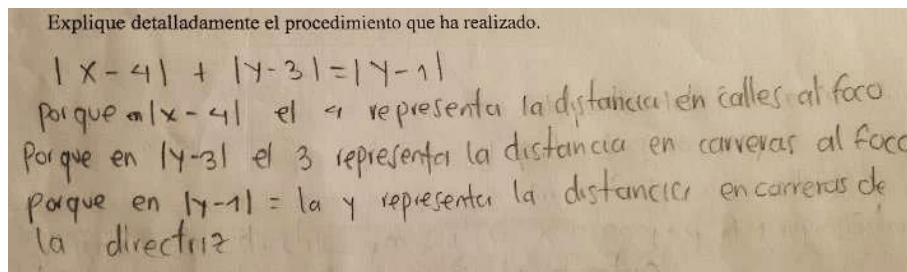 Explique detalladamente el procedimiento que ha realizado.
|x-4| + |y-3| = |y-1|
porque en |x-4| el 4 representa la distancia en calles al foco
Porque en |y-3| el 3 representa la distancia en carreras al foco
porque en |y-1| = la y representa la distancia en carreras de
la directriz